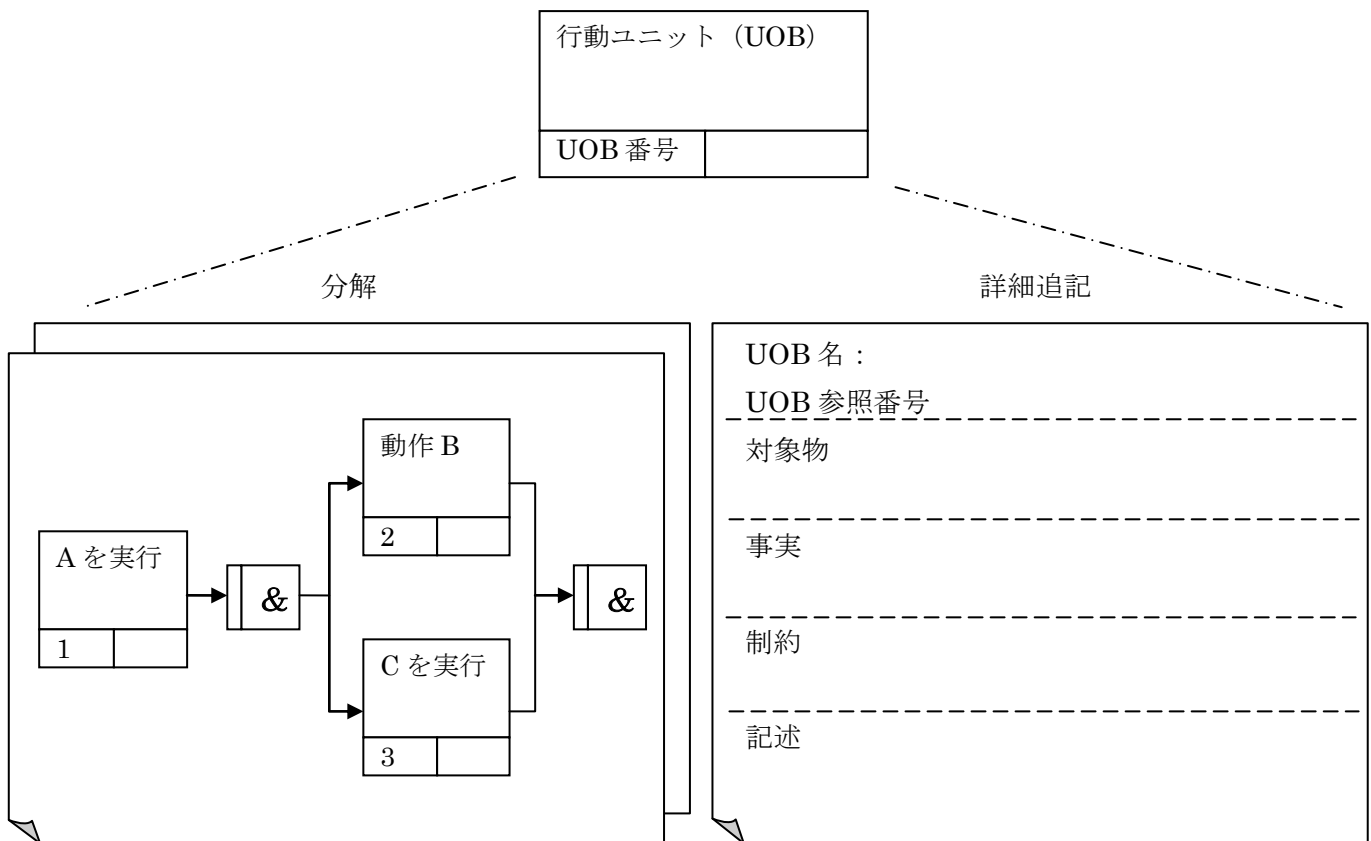 行動ユニット（UOB）
UOB 番号
分解
詳細追記
A を実行
1
&
動作 B
2
C を実行
3
&
UOB 名：
UOB 参照番号
対象物
事実
制約
記述